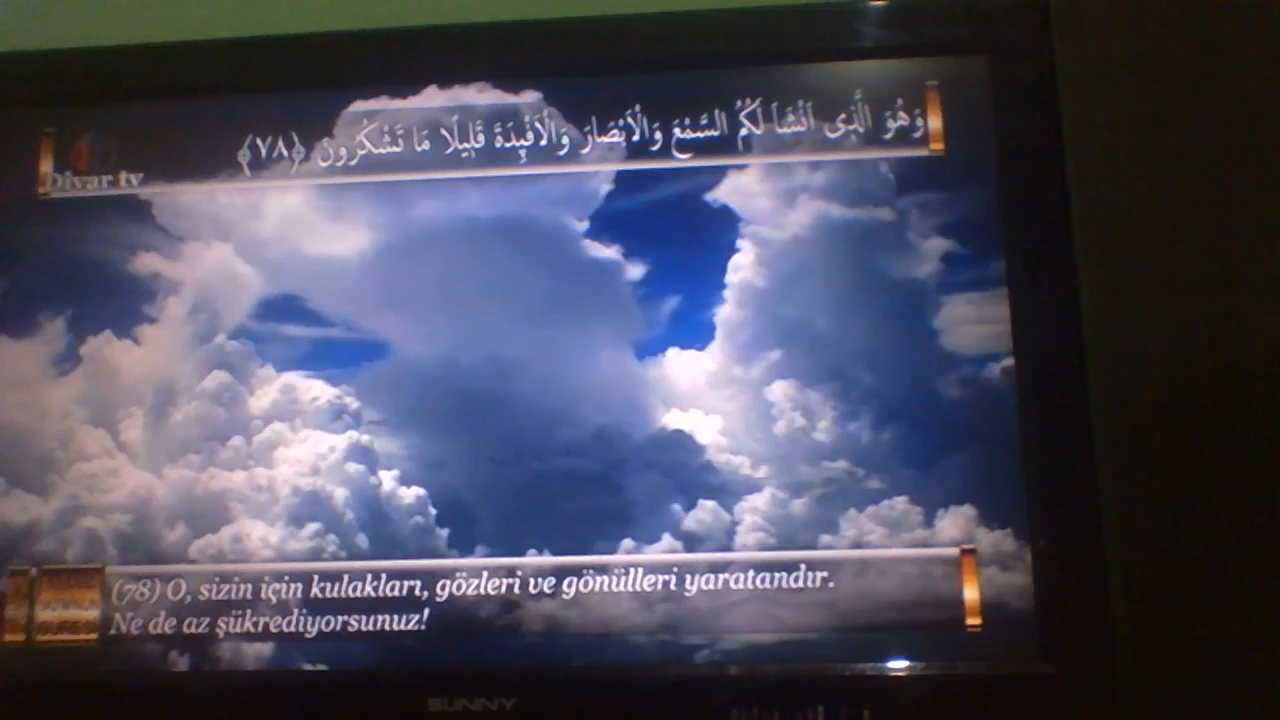 وَهُوَ الَّذِى اَنْشَاَ لَكُمُ السَّمْعَ وَالْاَبْصَارَ وَالْاَفْـِٔدَةَ قَلِيلًا مَا تَشْكُرُونَ ﴿٧٨﴾
Divar tv
(78) O, sizin için kulakları, gözleri ve gönülleri yaratandır.
Ne de az şükrediyorsunuz!
SUNNY